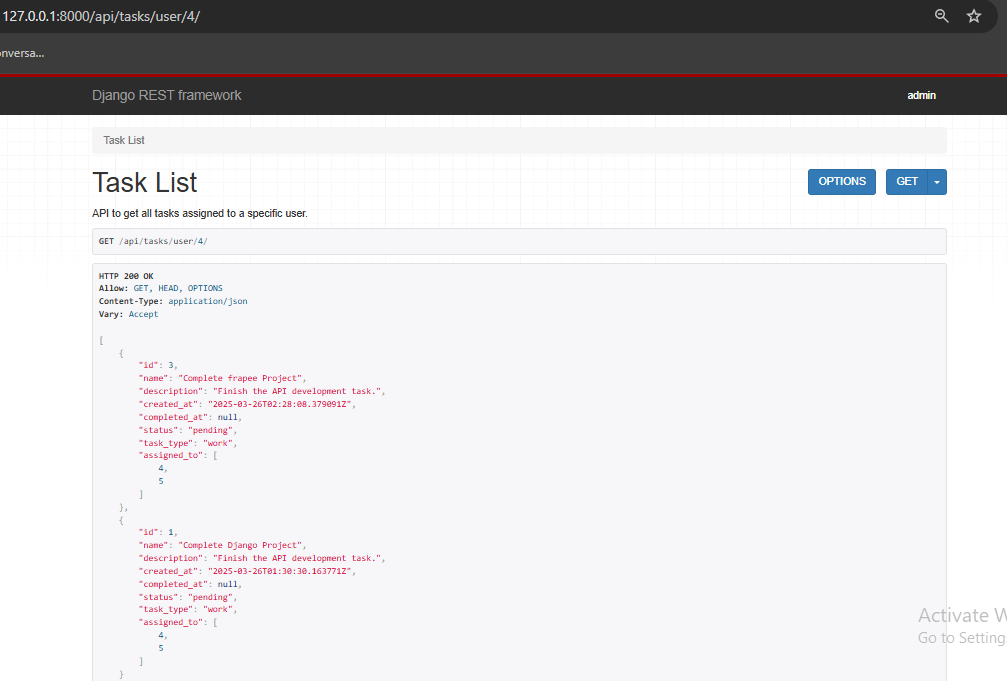 127.0.0.1:8000/api/tasks/user/4/
onversa...
Django REST framework
admin
Task List
Task List
OPTIONS
GET
API to get all tasks assigned to a specific user.
GET /api/tasks/user/4/
HTTP 200 OK
Allow: GET, HEAD, OPTIONS
Content-Type: application/json
Vary: Accept
[
{
"id": 3,
"name": "Complete frapee Project",
"description": "Finish the API development task.",
"created_at": "2025-03-26T02:28:08.379091Z",
"completed_at": null,
"status": "pending",
"task_type": "work",
"assigned_to": [
4,
5
]
},
{
"id": 1,
"name": "Complete Django Project",
"description": "Finish the API development task.",
"created_at": "2025-03-26T01:30:30.163771Z",
"completed_at": null,
"status": "pending",
"task_type": "work",
"assigned_to": [
4,
5
]
}
Activate W
Go to Setting